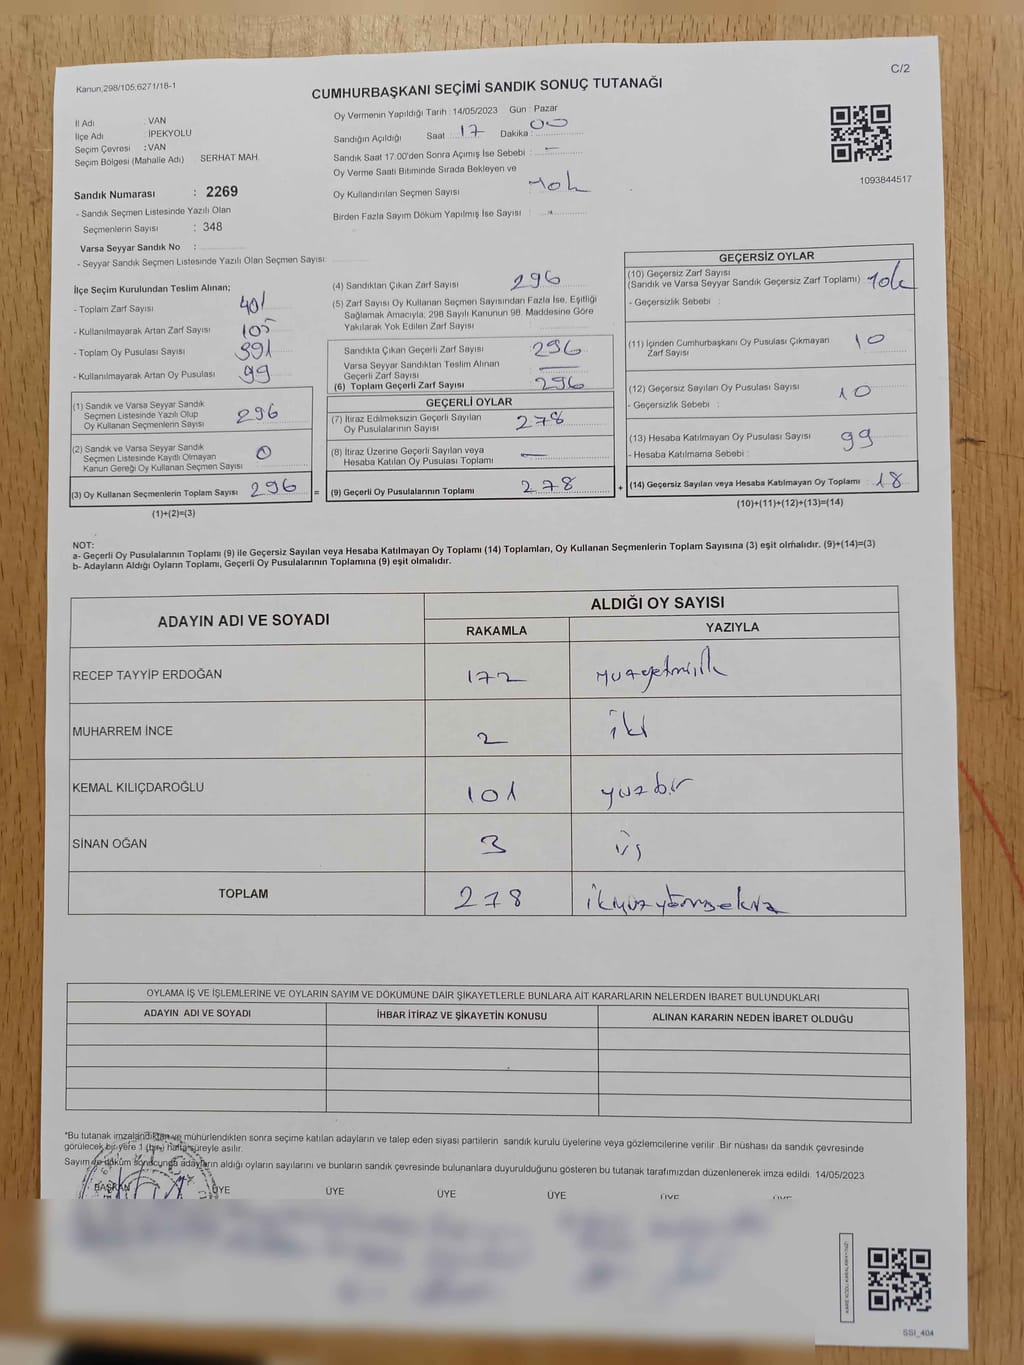 Kanun;298/105;6271/16-1
C/2
CUMHURBAŞKANI SEÇİMİ SANDIK SONUÇ TUTANAĞI
İl Adı : VAN
İlçe Adı : İPEKYOLU
Seçim Çevresi : VAN
Seçim Bölgesi (Mahalle Adı) SERHAT MAH.
Sandık Numarası : 2269
- Sandık Seçmen Listesinde Yazılı Olan
Seçmenlerin Sayısı : 348
Varsa Seyyar Sandık No :
- Seyyar Sandık Seçmen Listesinde Yazılı Olan Seçmen Sayısı:
Oy Vermenin Yapıldığı Tarih : 14/05/2023 Gün : Pazar
Sandığın Açıldığı Saat : 17 Dakika : 00
Sandık Saat 17:00'den Sonra Açımış İse Sebebi : -
Oy Verme Saati Bitiminde Sırada Bekleyen ve
Oy Kullandırılan Seçmen Sayısı yok
Birden Fazla Sayım Döküm Yapılmış İse Sayısı : -
1093844517
İlçe Seçim Kurulundan Teslim Alınan;
- Toplam Zarf Sayısı 401
- Kullanılmayarak Artan Zarf Sayısı 105
- Toplam Oy Pusulası Sayısı 391
- Kullanılmayarak Artan Oy Pusulası 99
(1) Sandık ve Varsa Seyyar Sandık
Seçmen Listesinde Yazılı Olup
Oy Kullanan Seçmenlerin Sayısı 296
(2) Sandık ve Varsa Seyyar Sandık
Seçmen Listesinde Kayıtlı Olmayan
Kanun Gereği Oy Kullanan Seçmen Sayısı 0
(3) Oy Kullanan Seçmenlerin Toplam Sayısı 296 =
(1)+(2)=(3)
(4) Sandıktan Çıkan Zarf Sayısı 296
(5) Zarf Sayısı Oy Kullanan Seçmen Sayısından Fazla İse, Eşitliği
Sağlamak Amacıyla; 298 Sayılı Kanunun 98. Maddesine Göre
Yakılarak Yok Edilen Zarf Sayısı
Sandıkta Çıkan Geçerli Zarf Sayısı 296
Varsa Seyyar Sandıktan Teslim Alınan
Geçerli Zarf Sayısı —
(6) Toplam Geçerli Zarf Sayısı 296
GEÇERLİ OYLAR
(7) İtiraz Edilmeksizin Geçerli Sayılan
Oy Pusulalarının Sayısı 278
(8) İtiraz Üzerine Geçerli Sayılan veya
Hesaba Katılan Oy Pusulası Toplamı —
(9) Geçerli Oy Pusulalarının Toplamı 278 +
GEÇERSİZ OYLAR
(10) Geçersiz Zarf Sayısı
(Sandık ve Varsa Seyyar Sandık Geçersiz Zarf Toplamı) yok
- Geçersizlik Sebebi :
(11) İçinden Cumhurbaşkanı Oy Pusulası Çıkmayan
Zarf Sayısı 10
(12) Geçersiz Sayılan Oy Pusulası Sayısı 10
- Geçersizlik Sebebi :
(13) Hesaba Katılmayan Oy Pusulası Sayısı 99
- Hesaba Katılmama Sebebi :
(14) Geçersiz Sayılan veya Hesaba Katılmayan Oy Toplamı : 18
(10)+(11)+(12)+(13)=(14)
NOT:
a- Geçerli Oy Pusulalarının Toplamı (9) ile Geçersiz Sayılan veya Hesaba Katılmayan Oy Toplamı (14) Toplamları, Oy Kullanan Seçmenlerin Toplam Sayısına (3) eşit olmalıdır. (9)+(14)=(3)
b- Adayların Aldığı Oyların Toplamı, Geçerli Oy Pusulalarının Toplamına (9) eşit olmalıdır.
ADAYIN ADI VE SOYADI ALDIĞI OY SAYISI
RAKAMLA YAZIYLA
RECEP TAYYİP ERDOĞAN 172 yüzyetmişiki
MUHARREM İNCE 2 iki
KEMAL KILIÇDAROĞLU 101 yüzbir
SİNAN OĞAN 3 üç
TOPLAM 278 ikiyüzyetmişsekiz
OYLAMA İŞ VE İŞLEMLERİNE VE OYLARIN SAYIM VE DÖKÜMÜNE DAİR ŞİKAYETLERLE BUNLARA AİT KARARLARIN NELERDEN İBARET BULUNDUKLARI
ADAYIN ADI VE SOYADI İHBAR İTİRAZ VE ŞİKAYETİN KONUSU ALINAN KARARIN NEDEN İBARET OLDUĞU
*Bu tutanak imzalandıktan ve mühürlendikten sonra seçime katılan adayların ve talep eden siyasi partilerin sandık kurulu üyelerine veya gözlemcilerine verilir. Bir nüshası da sandık çevresinde
görülecek bir yere 1 (bir) hafta süreyle asılır.
Sayım ve döküm sonucunda adayların aldığı oyların sayılarını ve bunların sandık çevresinde bulunanlara duyurulduğunu gösteren bu tutanak tarafımızdan düzenlenerek imza edildi. 14/05/2023
BAŞKAN ÜYE ÜYE ÜYE ÜYE ÜYE ÜYE
SSI_404